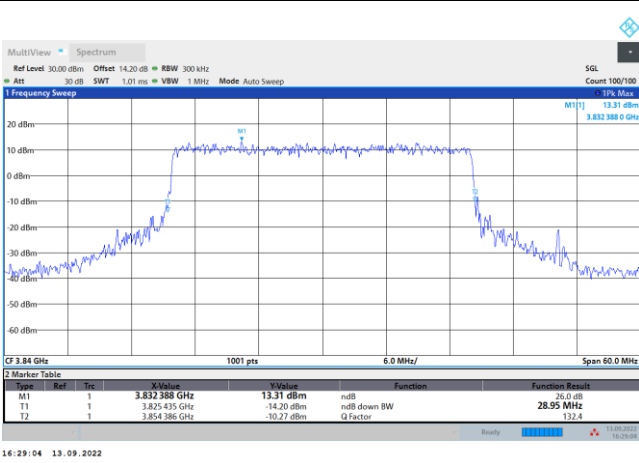 MultiView Spectrum
Ref Level 30.00 dBm Offset 14.20 dB RBW 300 kHz SGL
Att 30 dB SWT 1.01 ms VBW 1 MHz Mode Auto Sweep Count 100/100
1 Frequency Sweep 1Pk Max
M1[1] 13.31 dBm
3.832 388 0 GHz
20 dBm
M1
10 dBm
0 dBm
-10 dBm
-20 dBm
-30 dBm
-40 dBm
-50 dBm
-60 dBm
CF 3.84 GHz 1001 pts 6.0 MHz/ Span 60.0 MHz
2 Marker Table
Type Ref Trc X-Value Y-Value Function Function Result
M1 1 3.832 388 GHz 13.31 dBm ndB 26.0 dB
T1 1 3.825 435 GHz -14.20 dBm ndB down BW 28.95 MHz
T2 1 3.854 386 GHz -10.27 dBm Q Factor 132.4
Ready 13.09.2022
16:29:04
16:29:04 13.09.2022